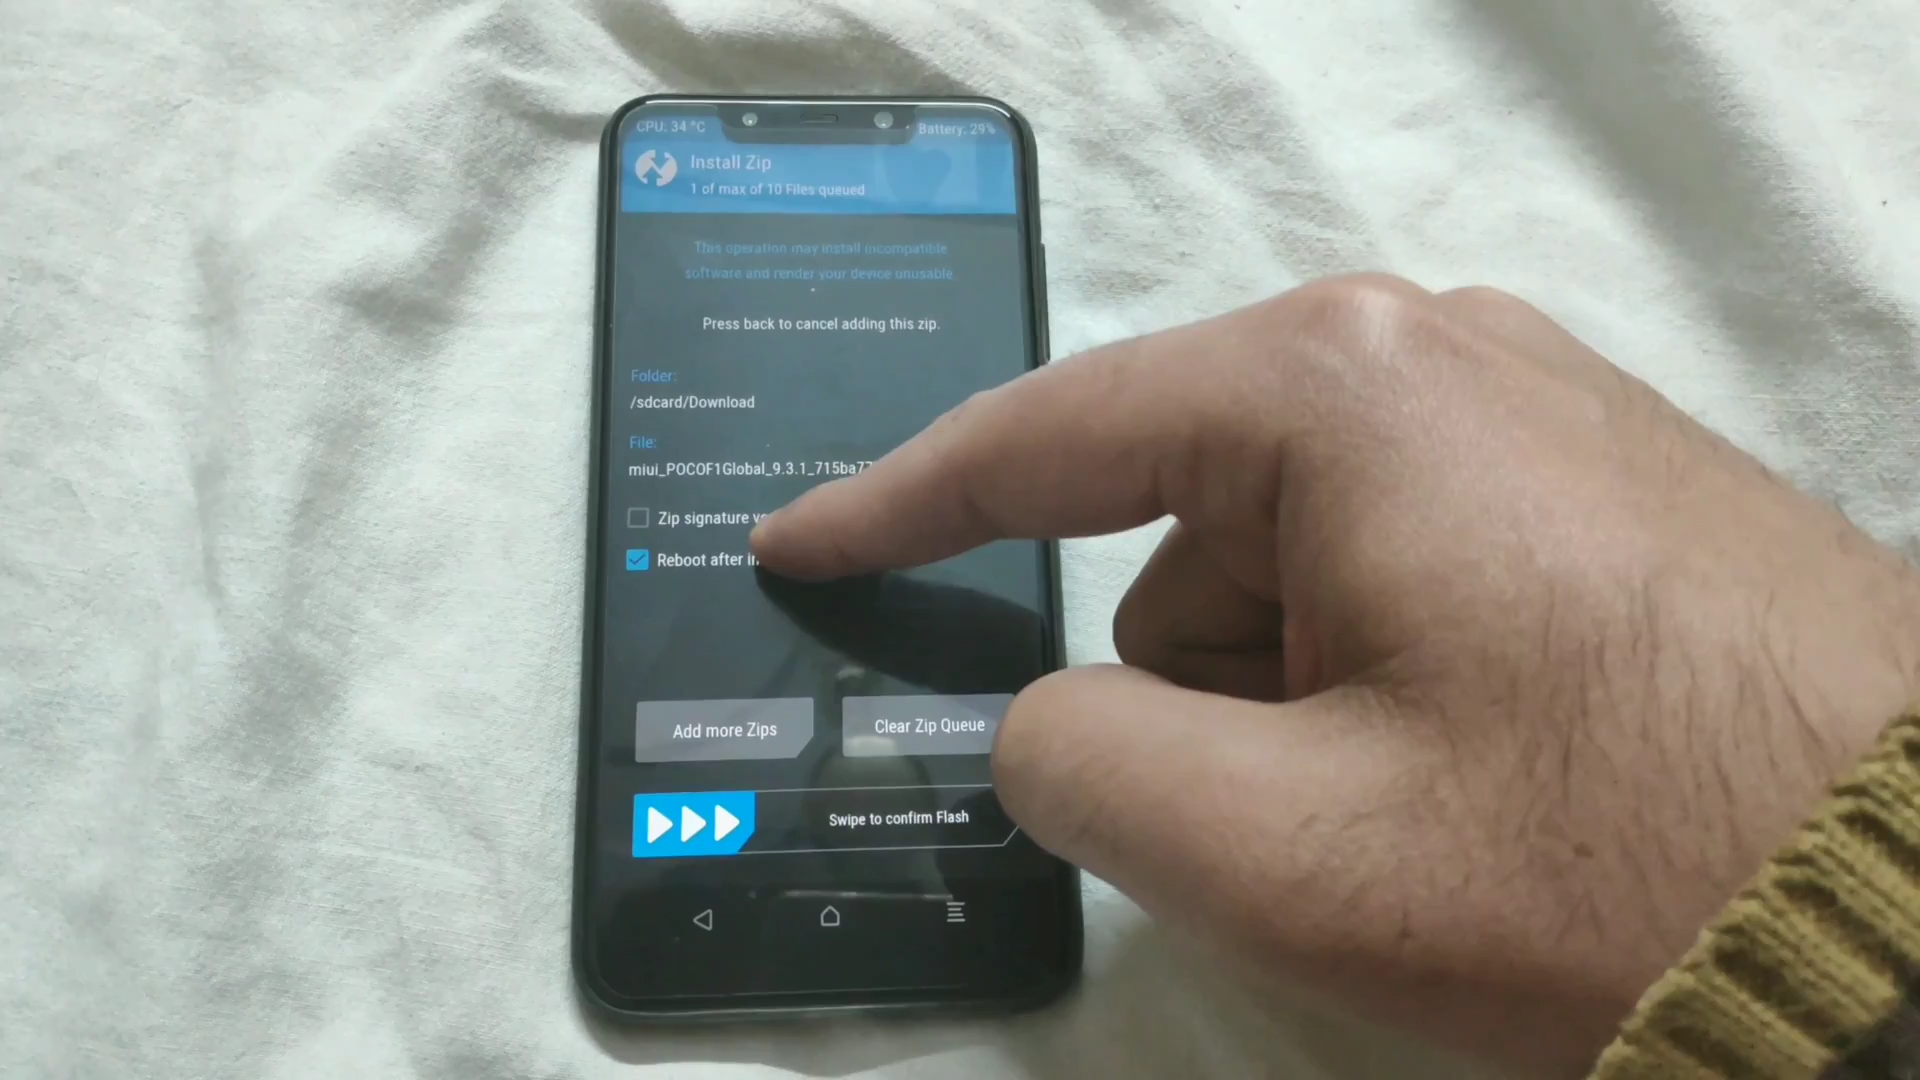 CPU: 34 °C
Battery: 29%
Install Zip
1 of max of 10 Files queued
This operation may install incompatible
software and render your device unusable.
Press back to cancel adding this zip.
Folder:
/sdcard/Download
File:
miui_POCOF1Global_9.3.1_715ba77
Zip signature
Reboot after
Add more Zips
Clear Zip Queue
Swipe to confirm Flash